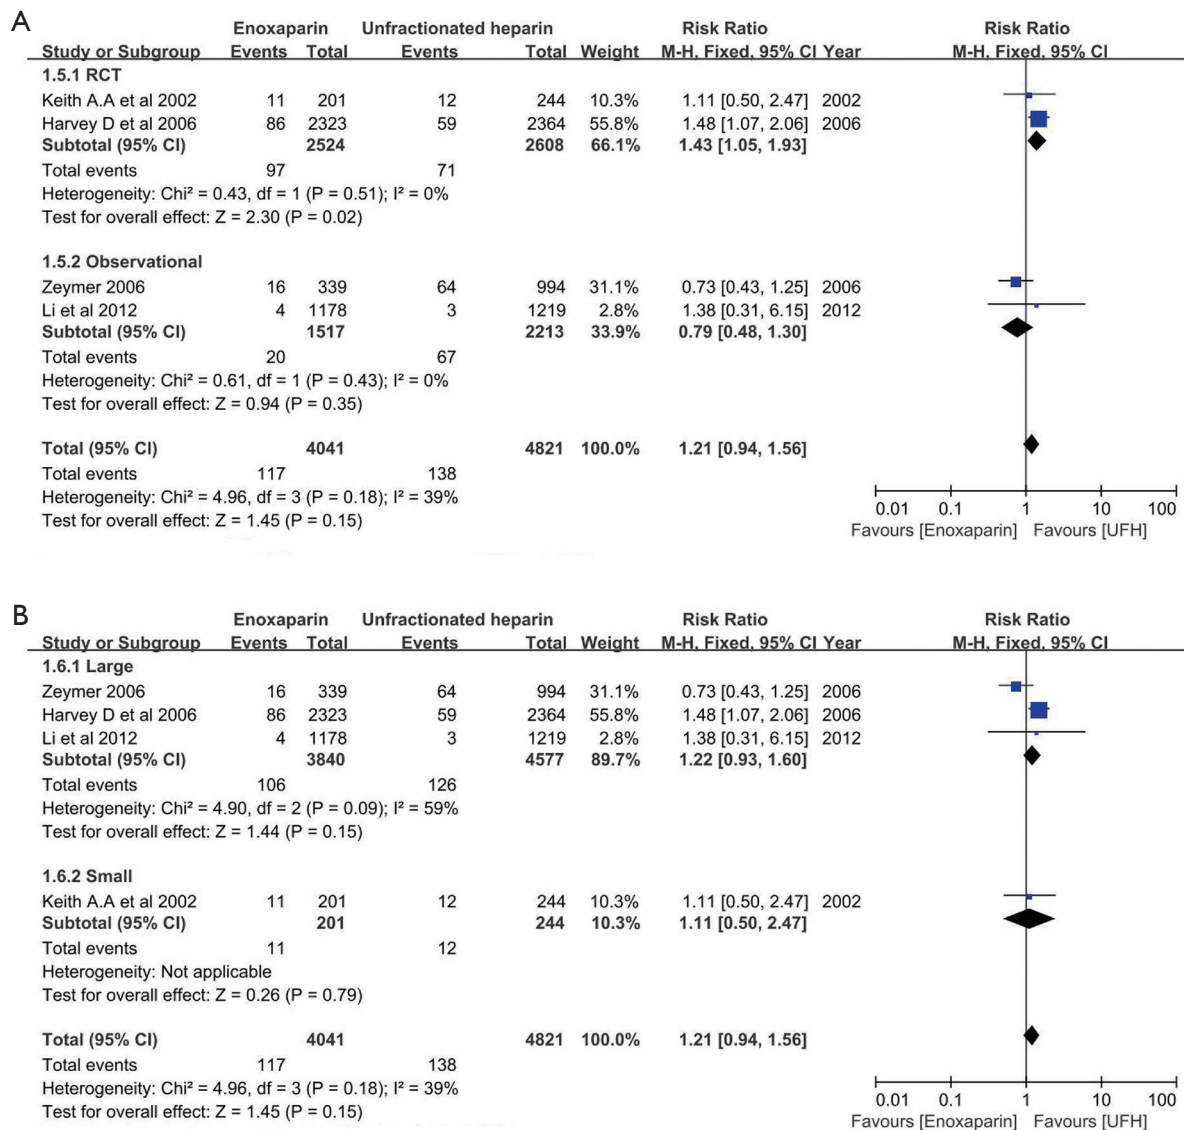 A
Enoxaparin Unfractionated heparin Risk Ratio Risk Ratio
Study or Subgroup Events Total Events Total Weight M-H, Fixed, 95% CI Year M-H, Fixed, 95% CI
1.5.1 RCT
Keith A.A et al 2002 11 201 12 244 10.3% 1.11 [0.50, 2.47] 2002
Harvey D et al 2006 86 2323 59 2364 55.8% 1.48 [1.07, 2.06] 2006
Subtotal (95% CI) 2524 2608 66.1% 1.43 [1.05, 1.93]
Total events 97 71
Heterogeneity: Chi² = 0.43, df = 1 (P = 0.51); I² = 0%
Test for overall effect: Z = 2.30 (P = 0.02)
1.5.2 Observational
Zeymer 2006 16 339 64 994 31.1% 0.73 [0.43, 1.25] 2006
Li et al 2012 4 1178 3 1219 2.8% 1.38 [0.31, 6.15] 2012
Subtotal (95% CI) 1517 2213 33.9% 0.79 [0.48, 1.30]
Total events 20 67
Heterogeneity: Chi² = 0.61, df = 1 (P = 0.43); I² = 0%
Test for overall effect: Z = 0.94 (P = 0.35)
Total (95% CI) 4041 4821 100.0% 1.21 [0.94, 1.56]
Total events 117 138
Heterogeneity: Chi² = 4.96, df = 3 (P = 0.18); I² = 39%
Test for overall effect: Z = 1.45 (P = 0.15)
0.01 0.1 1 10 100
Favours [Enoxaparin] Favours [UFH]
B
Enoxaparin Unfractionated heparin Risk Ratio Risk Ratio
Study or Subgroup Events Total Events Total Weight M-H, Fixed, 95% CI Year M-H, Fixed, 95% CI
1.6.1 Large
Zeymer 2006 16 339 64 994 31.1% 0.73 [0.43, 1.25] 2006
Harvey D et al 2006 86 2323 59 2364 55.8% 1.48 [1.07, 2.06] 2006
Li et al 2012 4 1178 3 1219 2.8% 1.38 [0.31, 6.15] 2012
Subtotal (95% CI) 3840 4577 89.7% 1.22 [0.93, 1.60]
Total events 106 126
Heterogeneity: Chi² = 4.90, df = 2 (P = 0.09); I² = 59%
Test for overall effect: Z = 1.44 (P = 0.15)
1.6.2 Small
Keith A.A et al 2002 11 201 12 244 10.3% 1.11 [0.50, 2.47] 2002
Subtotal (95% CI) 201 244 10.3% 1.11 [0.50, 2.47]
Total events 11 12
Heterogeneity: Not applicable
Test for overall effect: Z = 0.26 (P = 0.79)
Total (95% CI) 4041 4821 100.0% 1.21 [0.94, 1.56]
Total events 117 138
Heterogeneity: Chi² = 4.96, df = 3 (P = 0.18); I² = 39%
Test for overall effect: Z = 1.45 (P = 0.15)
0.01 0.1 1 10 100
Favours [Enoxaparin] Favours [UFH]